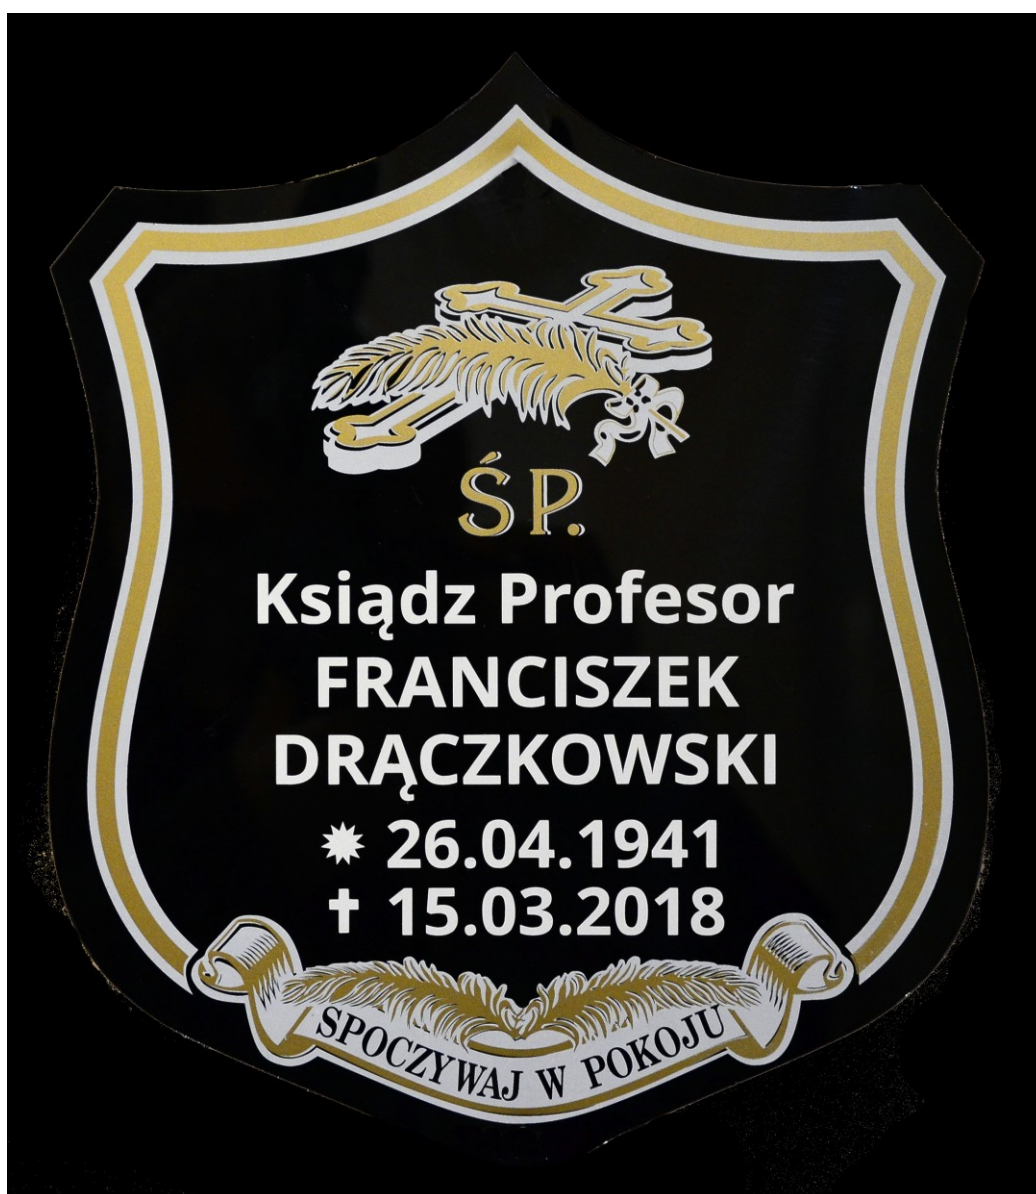 ŚP.
Ksiądz Profesor
FRANCISZEK
DRĄCZKOWSKI
✹ 26.04.1941
✝ 15.03.2018
SPOCZYWAJ W POKOJU